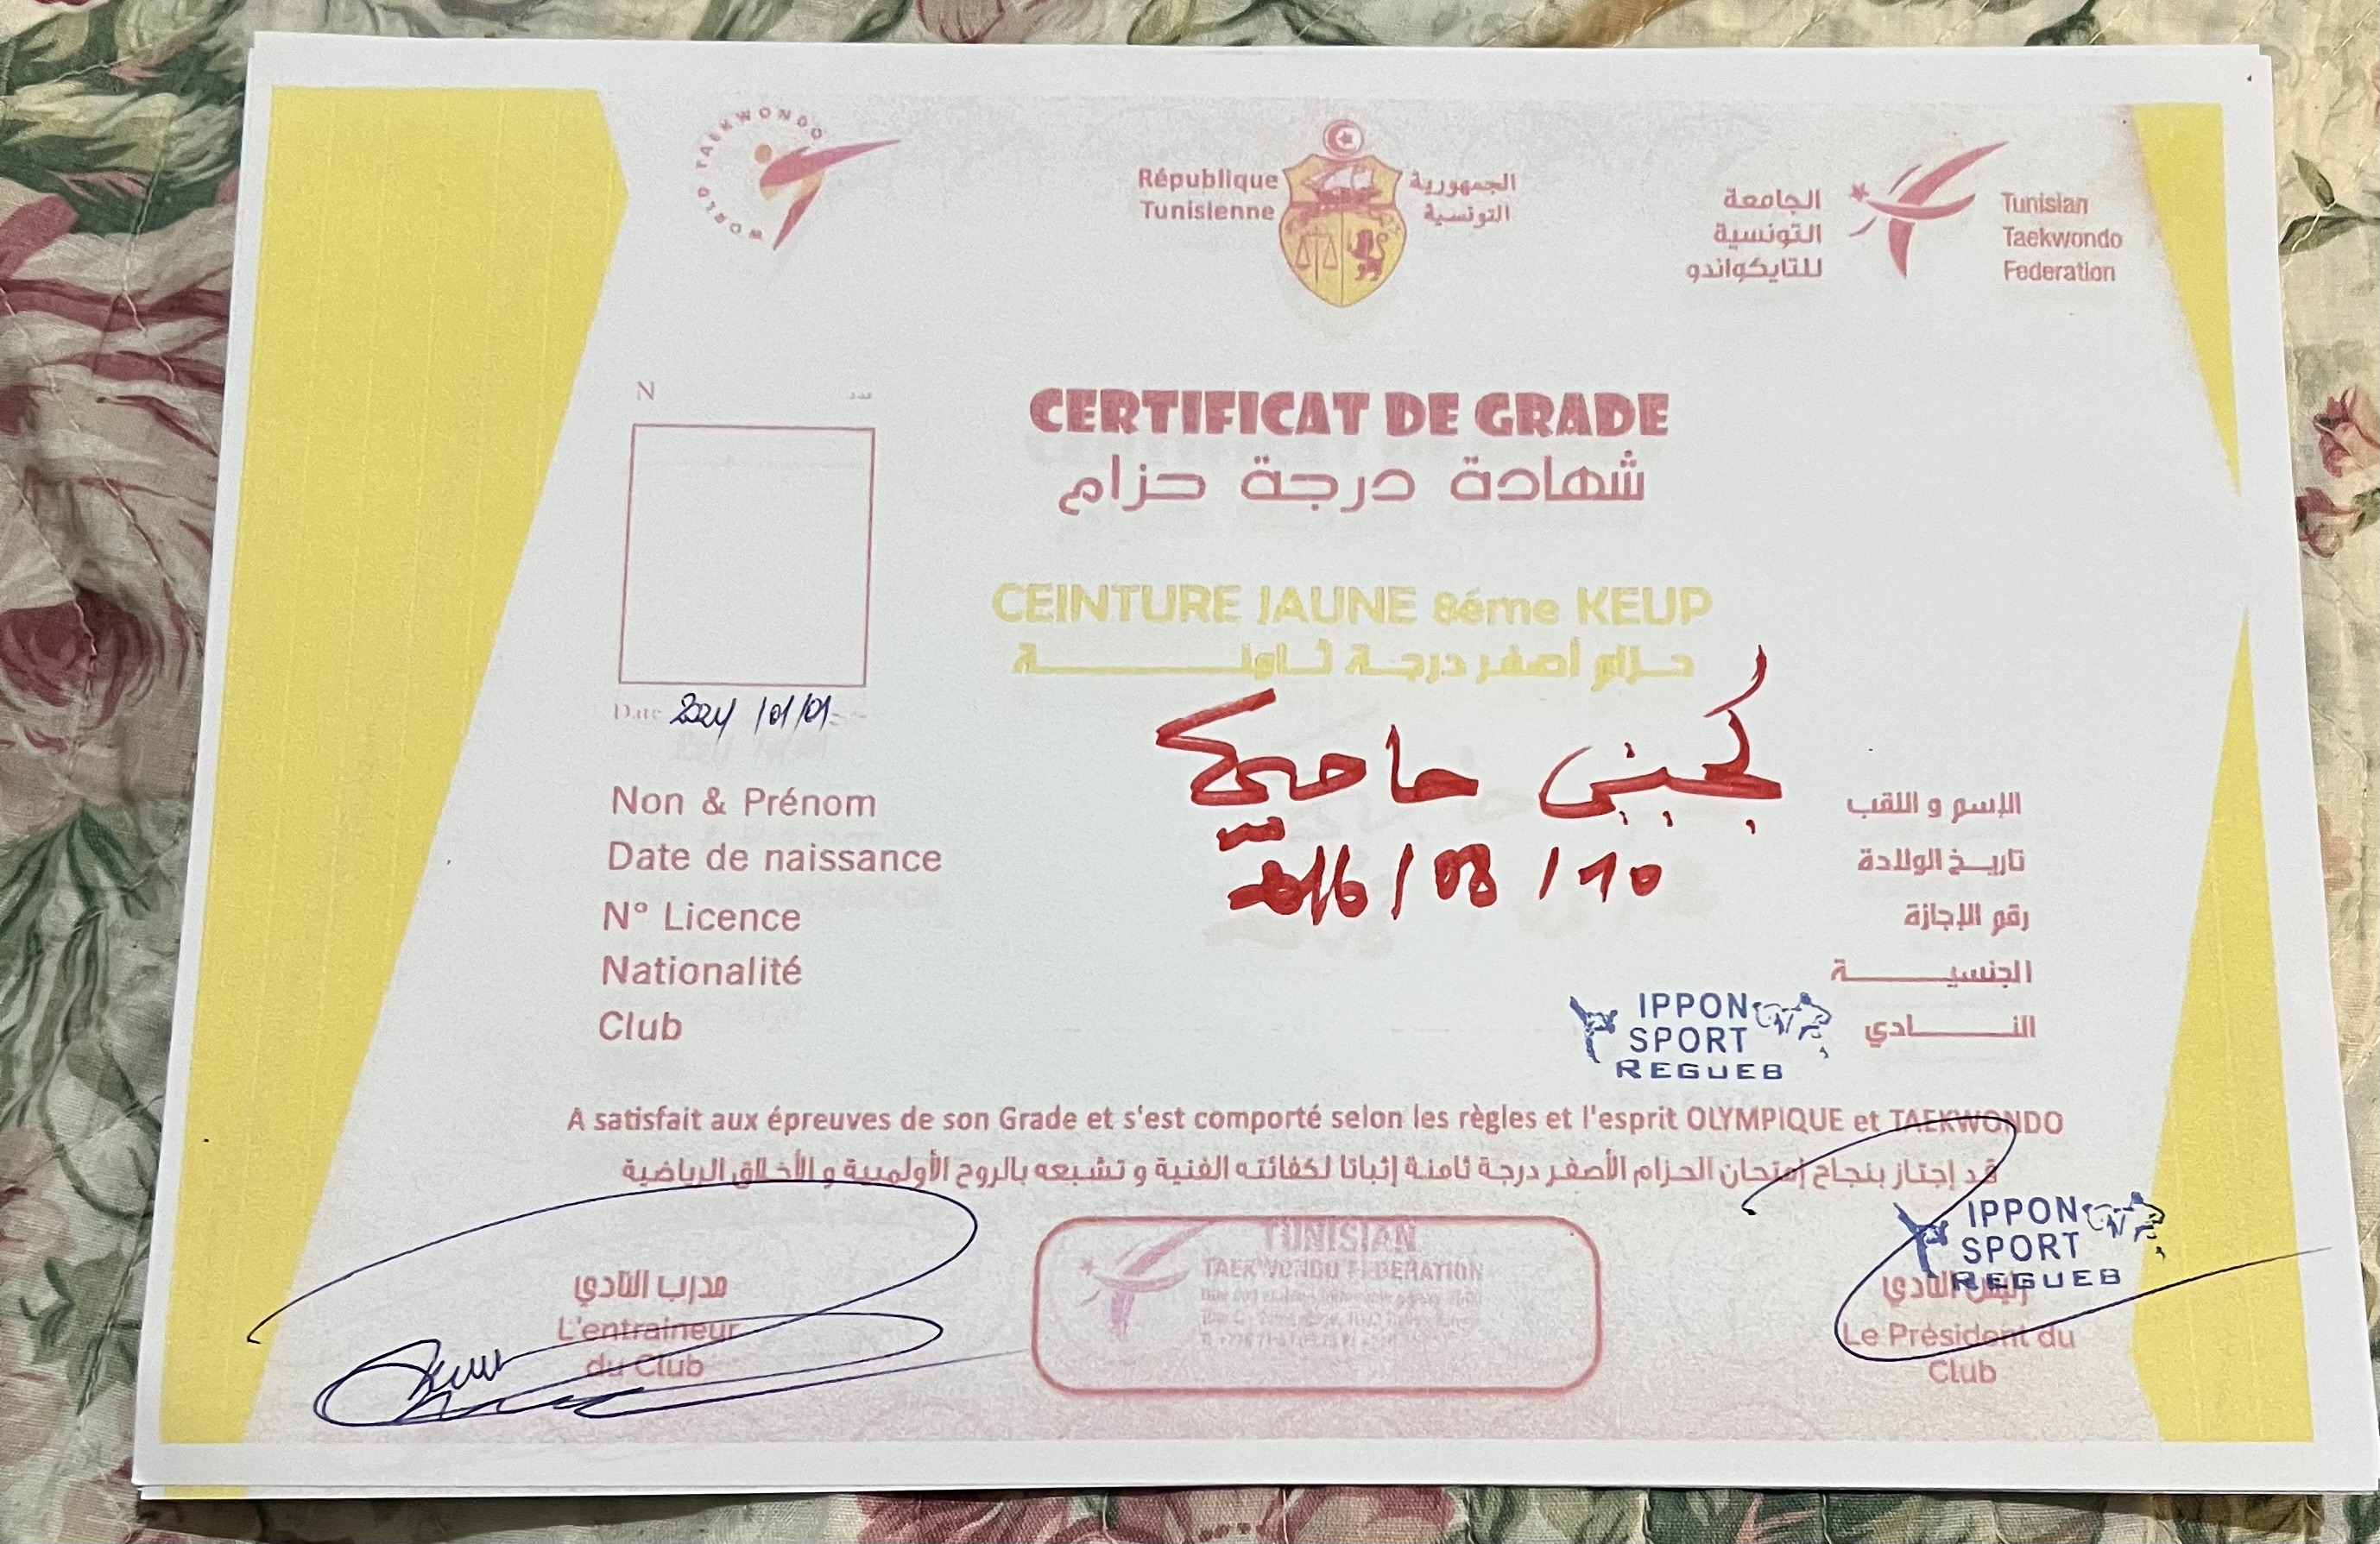 WORLD TAEKWONDO
République Tunisienne
الجمهورية التونسية
الجامعة التونسية للتايكواندو
Tunisian Taekwondo Federation
N عدد
CERTIFICAT DE GRADE
شهادة درجة حزام
CEINTURE JAUNE 8éme KEUP
حزام أصفر درجة ثامنة
Date 2024/01/01
Non & Prénom
الإسم و اللقب
Date de naissance 2016/08/10 تاريخ الولادة
N° Licence رقم الإجازة
Nationalité الجنسية
Club IPPON SPORT REGUEB النادي
A satisfait aux épreuves de son Grade et s'est comporté selon les règles et l'esprit OLYMPIQUE et TAEKWONDO
قد إجتاز بنجاح إمتحان الحزام الأصفر درجة ثامنة إثباتا لكفائته الفنية و تشبعه بالروح الأولمبية و الأخلاق الرياضية
مدرب النادي
L'entraineur
du Club
TUNISIAN
TAEKWONDO FEDERATION
IPPON
SPORT
REGUEB
رئيس النادي
Le Président du
Club